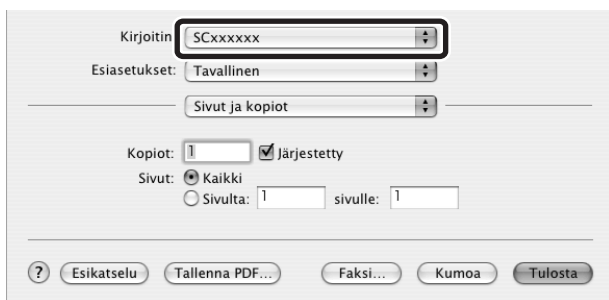 Kirjoitin SCxxxxxx
Esiasetukset: Tavallinen
Sivut ja kopiot
Kopiot: 1 Järjestetty
Sivut: Kaikki
Sivulta: 1 sivulle: 1
? Esikatselu Tallenna PDF... Faksi... Kumoa Tulosta